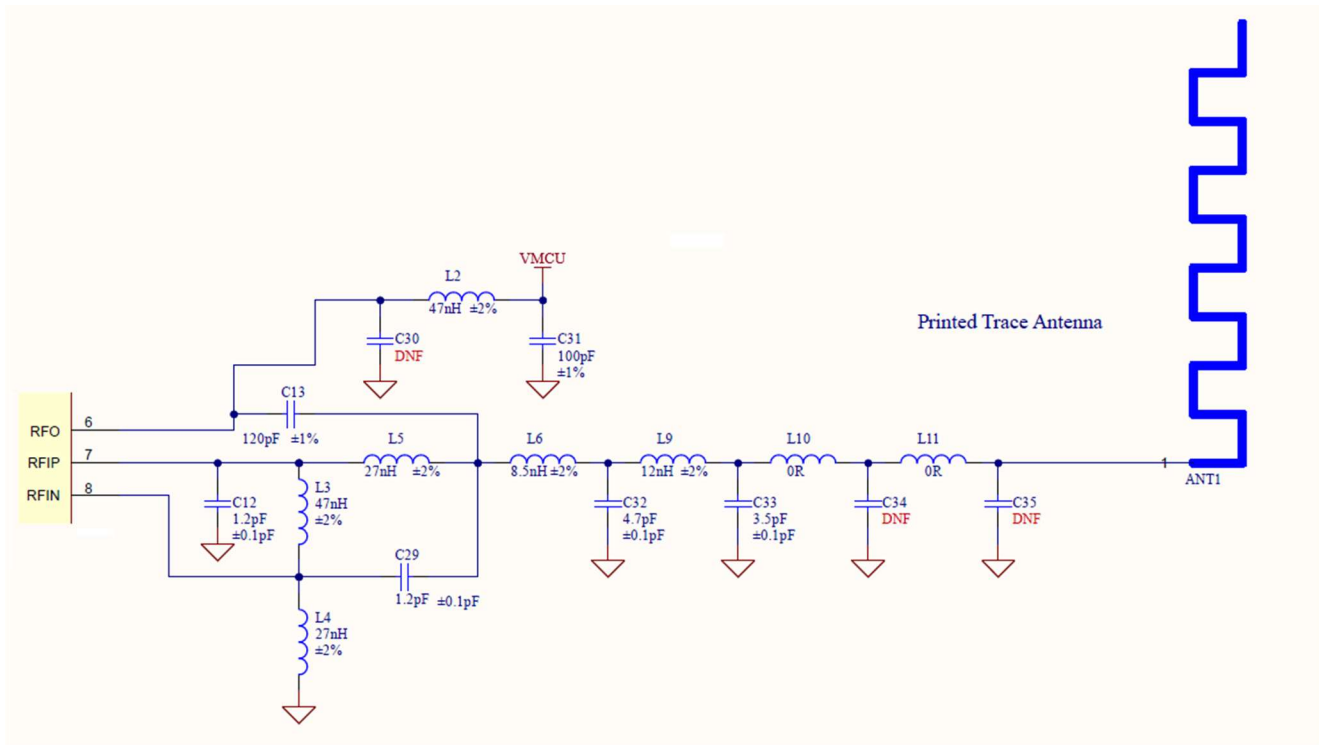 VMCU
L2
47nH ±2%
C30
DNF
C31
100pF
±1%
Printed Trace Antenna
C13
120pF ±1%
RFO
6
RFIP
7
RFIN
8
L5
27nH ±2%
L6
8.5nH ±2%
L9
12nH ±2%
L10
0R
L11
0R
1
ANT1
C12
1.2pF
±0.1pF
L3
47nH
±2%
C32
4.7pF
±0.1pF
C33
3.5pF
±0.1pF
C34
DNF
C35
DNF
C29
1.2pF ±0.1pF
L4
27nH
±2%